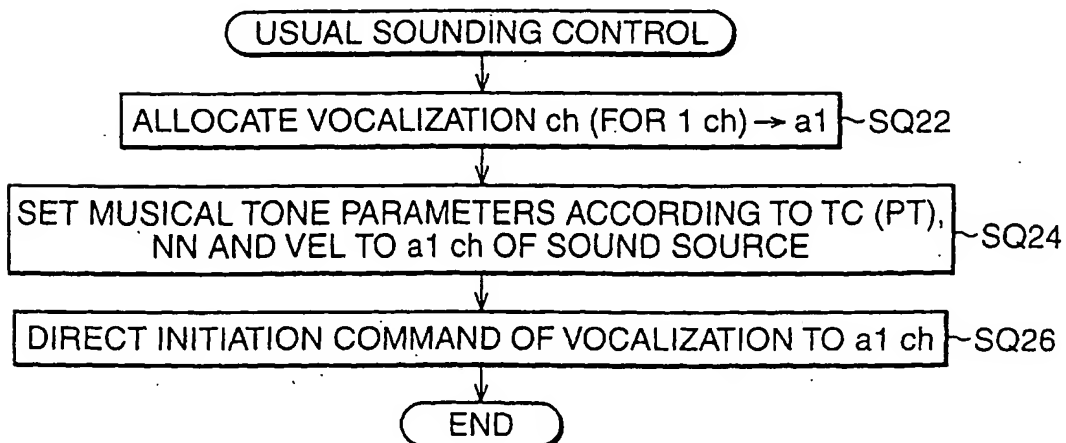 USUAL SOUNDING CONTROL
ALLOCATE VOCALIZATION ch (FOR 1 ch) → a1
SQ22
SET MUSICAL TONE PARAMETERS ACCORDING TO TC (PT),
NN AND VEL TO a1 ch OF SOUND SOURCE
SQ24
DIRECT INITIATION COMMAND OF VOCALIZATION TO a1 ch
SQ26
END